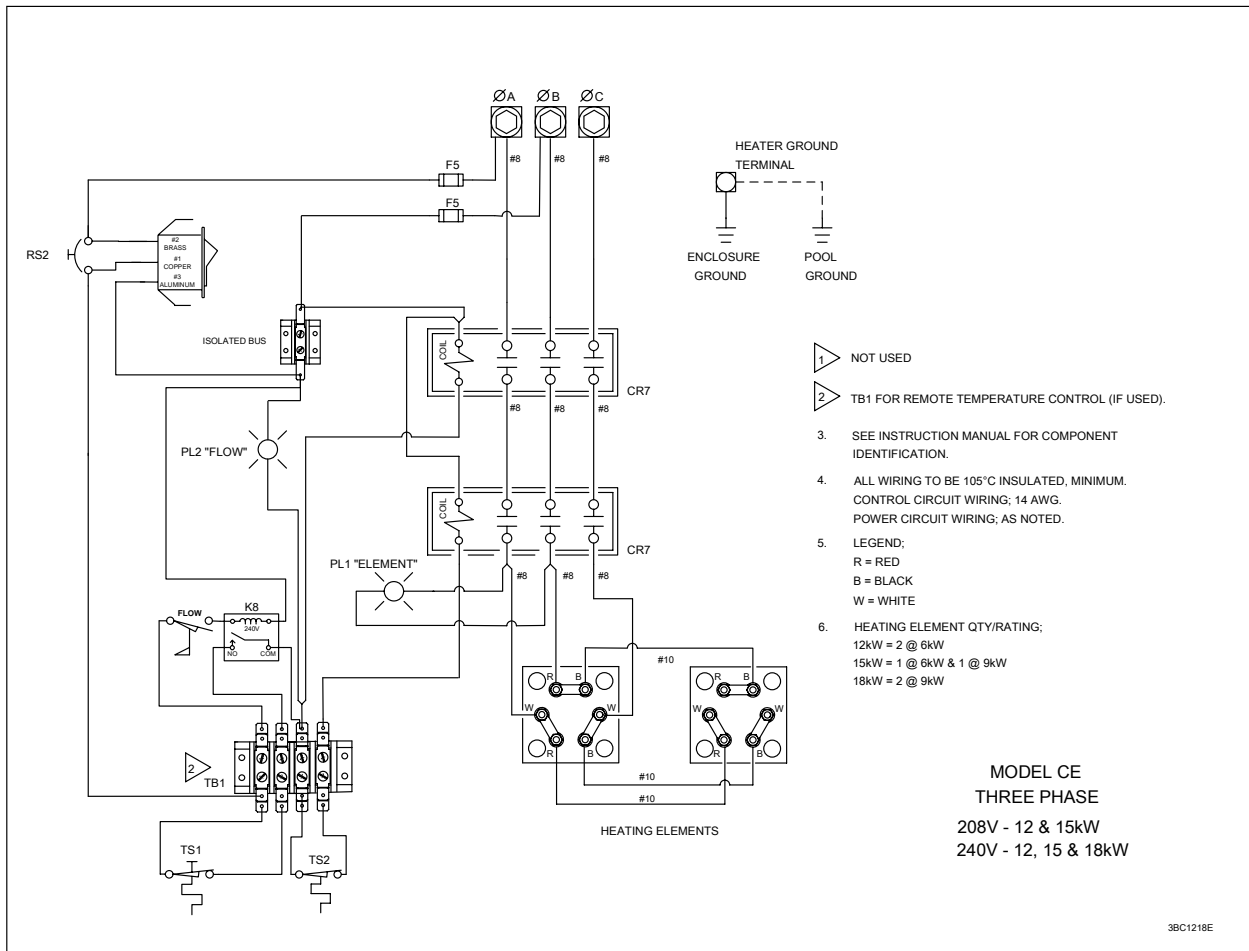 ØA
ØB
ØC
#8
#8
#8
F5
F5
HEATER GROUND
TERMINAL
ENCLOSURE
GROUND
POOL
GROUND
RS2
#2
BRASS
#1
COPPER
#3
ALUMINUM
ISOLATED BUS
COIL
CR7
#8
#8
#8
PL2 "FLOW"
COIL
CR7
PL1 "ELEMENT"
#8
#8
#8
FLOW
K8
240V
NO
COM
#10
R
B
W
W
R
B
R
B
W
W
R
B
#10
#10
2
TB1
HEATING ELEMENTS
TS1
TS2
1
NOT USED
2
TB1 FOR REMOTE TEMPERATURE CONTROL (IF USED).
3. SEE INSTRUCTION MANUAL FOR COMPONENT
IDENTIFICATION.
4. ALL WIRING TO BE 105°C INSULATED, MINIMUM.
CONTROL CIRCUIT WIRING; 14 AWG.
POWER CIRCUIT WIRING; AS NOTED.
5. LEGEND;
R = RED
B = BLACK
W = WHITE
6. HEATING ELEMENT QTY/RATING;
12kW = 2 @ 6kW
15kW = 1 @ 6kW & 1 @ 9kW
18kW = 2 @ 9kW
MODEL CE
THREE PHASE
208V - 12 & 15kW
240V - 12, 15 & 18kW
3BC1218E